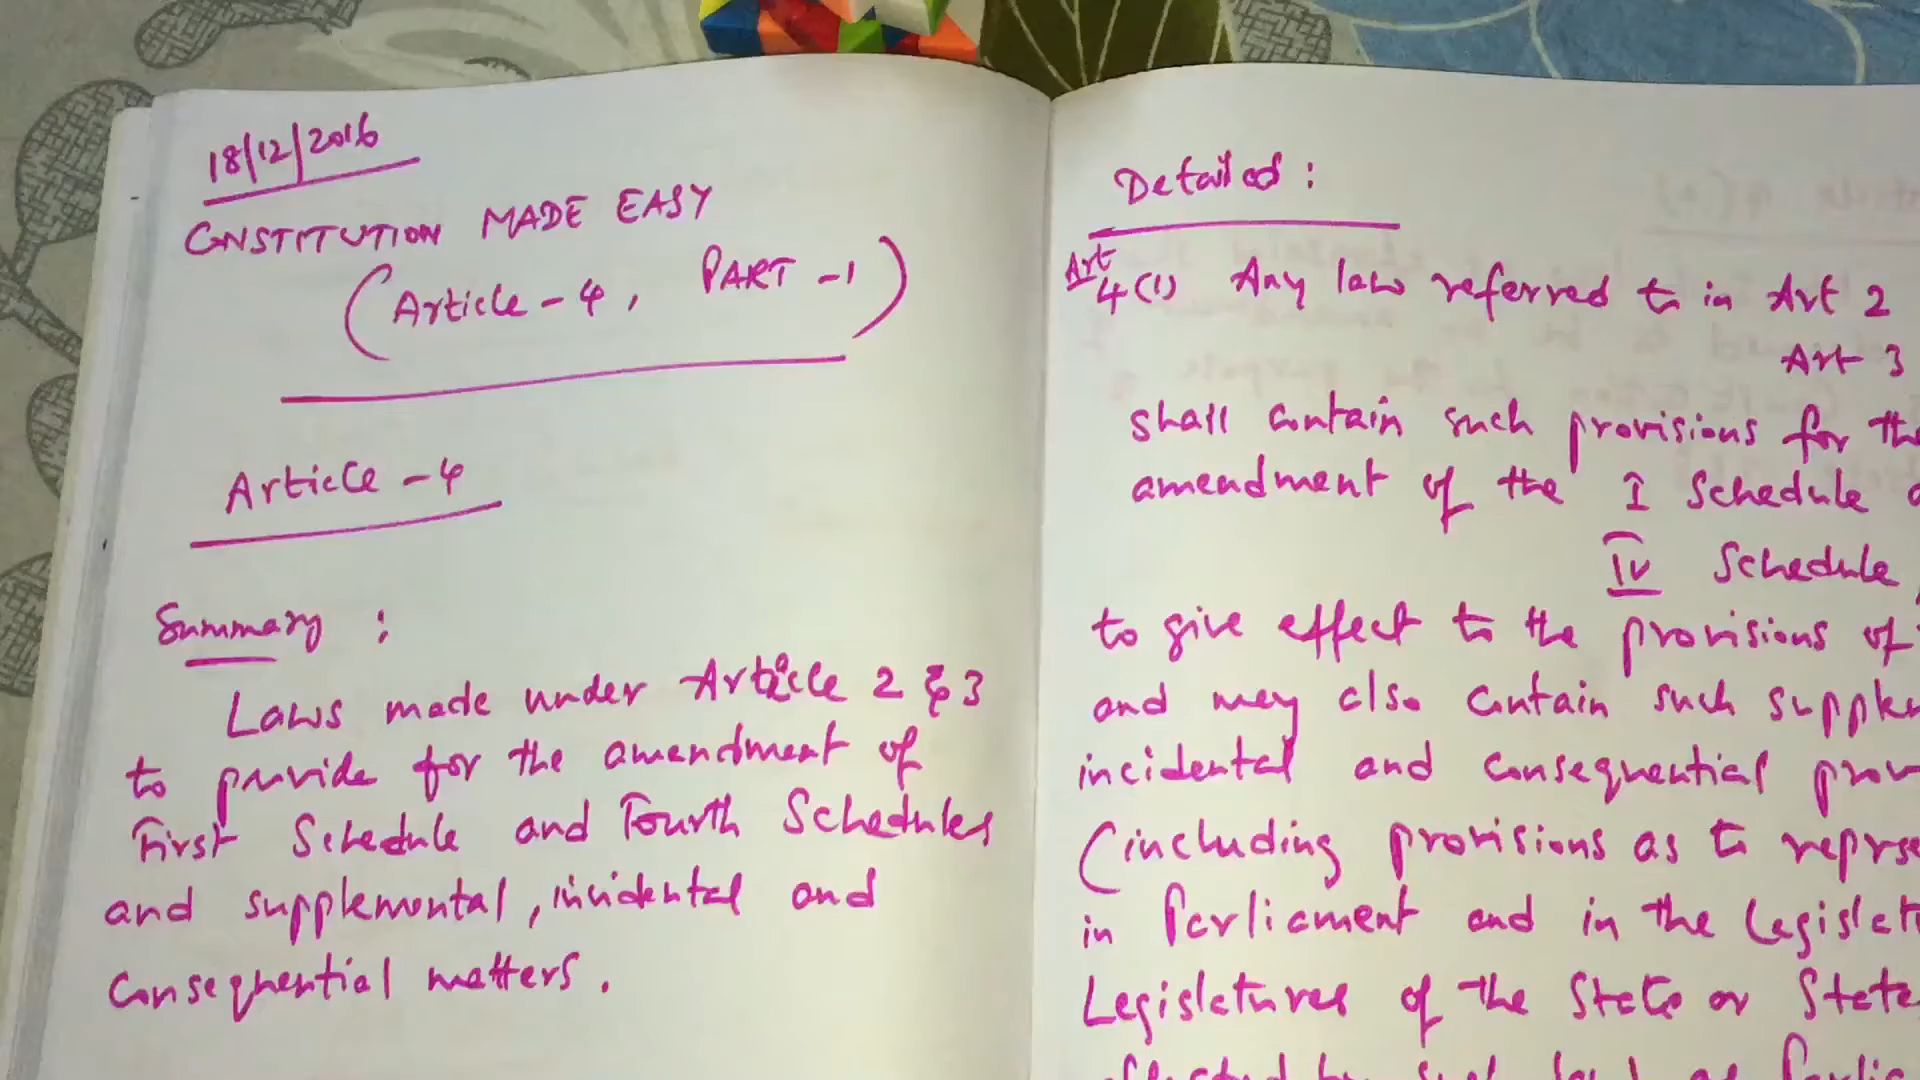 18/12/2016
CONSTITUTION MADE EASY
(Article - 4, PART - 1)
Article - 4
Summary :
Laws made under Article 2 & 3
to provide for the amendment of
First Schedule and Fourth Schedules
and supplemental, incidental and
Consequential matters.
Detailed :
Art 4(1) Any law referred to in Art 2
Art 3
shall contain such provisions for the
amendment of the I Schedule
IV Schedule,
to give effect to the provisions of
and may also contain such
incidental and consequential
(including provisions as to
in Parliament and in the
Legislatures of the State or State